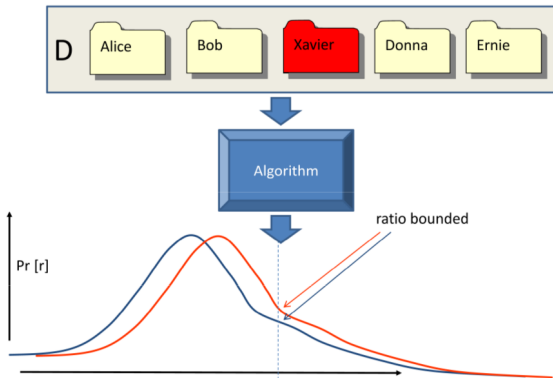 D
Alice
Bob
Xavier
Donna
Ernie
Algorithm
ratio bounded
Pr [r]